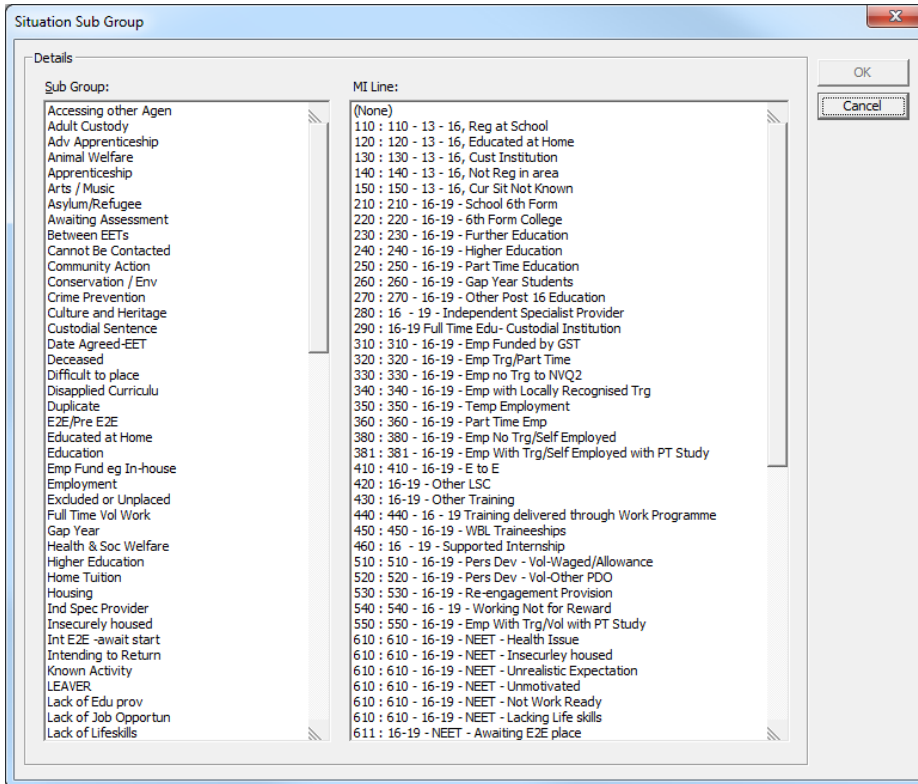 Situation Sub Group
Details
Sub Group:
Accessing other Agen
Adult Custody
Adv Apprenticeship
Animal Welfare
Apprenticeship
Arts / Music
Asylum/Refugee
Awaiting Assessment
Between EETs
Cannot Be Contacted
Community Action
Conservation / Env
Crime Prevention
Culture and Heritage
Custodial Sentence
Date Agreed-EET
Deceased
Difficult to place
Disapplied Curriculu
Duplicate
E2E/Pre E2E
Educated at Home
Education
Emp Fund eg In-house
Employment
Excluded or Unplaced
Full Time Vol Work
Gap Year
Health & Soc Welfare
Higher Education
Home Tuition
Housing
Ind Spec Provider
Insecurely housed
Int E2E -await start
Intending to Return
Known Activity
LEAVER
Lack of Edu prov
Lack of Job Opportun
Lack of Lifeskills
MI Line:
(None)
110 : 110 - 13 - 16, Reg at School
120 : 120 - 13 - 16, Educated at Home
130 : 130 - 13 - 16, Cust Institution
140 : 140 - 13 - 16, Not Reg in area
150 : 150 - 13 - 16, Cur Sit Not Known
210 : 210 - 16-19 - School 6th Form
220 : 220 - 16-19 - 6th Form College
230 : 230 - 16-19 - Further Education
240 : 240 - 16-19 - Higher Education
250 : 250 - 16-19 - Part Time Education
260 : 260 - 16-19 - Gap Year Students
270 : 270 - 16-19 - Other Post 16 Education
280 : 16  - 19 - Independent Specialist Provider
290 : 16-19 Full Time Edu- Custodial Institution
310 : 310 - 16-19 - Emp Funded by GST
320 : 320 - 16-19 - Emp Trg/Part Time
330 : 330 - 16-19 - Emp no Trg to NVQ2
340 : 340 - 16-19 - Emp with Locally Recognised Trg
350 : 350 - 16-19 - Temp Employment
360 : 360 - 16-19 - Part Time Emp
380 : 380 - 16-19 - Emp No Trg/Self Employed
381 : 381 - 16-19 - Emp With Trg/Self Employed with PT Study
410 : 410 - 16-19 - E to E
420 : 16-19 - Other LSC
430 : 16-19 - Other Training
440 : 440 - 16 - 19 Training delivered through Work Programme
450 : 450 - 16-19 - WBL Traineeships
460 : 16  - 19 - Supported Internship
510 : 510 - 16-19 - Pers Dev - Vol-Waged/Allowance
520 : 520 - 16-19 - Pers Dev - Vol-Other PDO
530 : 530 - 16-19 - Re-engagement Provision
540 : 540 - 16 - 19 - Working Not for Reward
550 : 550 - 16-19 - Emp With Trg/Vol with PT Study
610 : 610 - 16-19 - NEET - Health Issue
610 : 610 - 16-19 - NEET - Insecurley housed
610 : 610 - 16-19 - NEET - Unrealistic Expectation
610 : 610 - 16-19 - NEET - Unmotivated
610 : 610 - 16-19 - NEET - Not Work Ready
610 : 610 - 16-19 - NEET - Lacking Life skills
611 : 16-19 - NEET - Awaiting E2E place
OK
Cancel